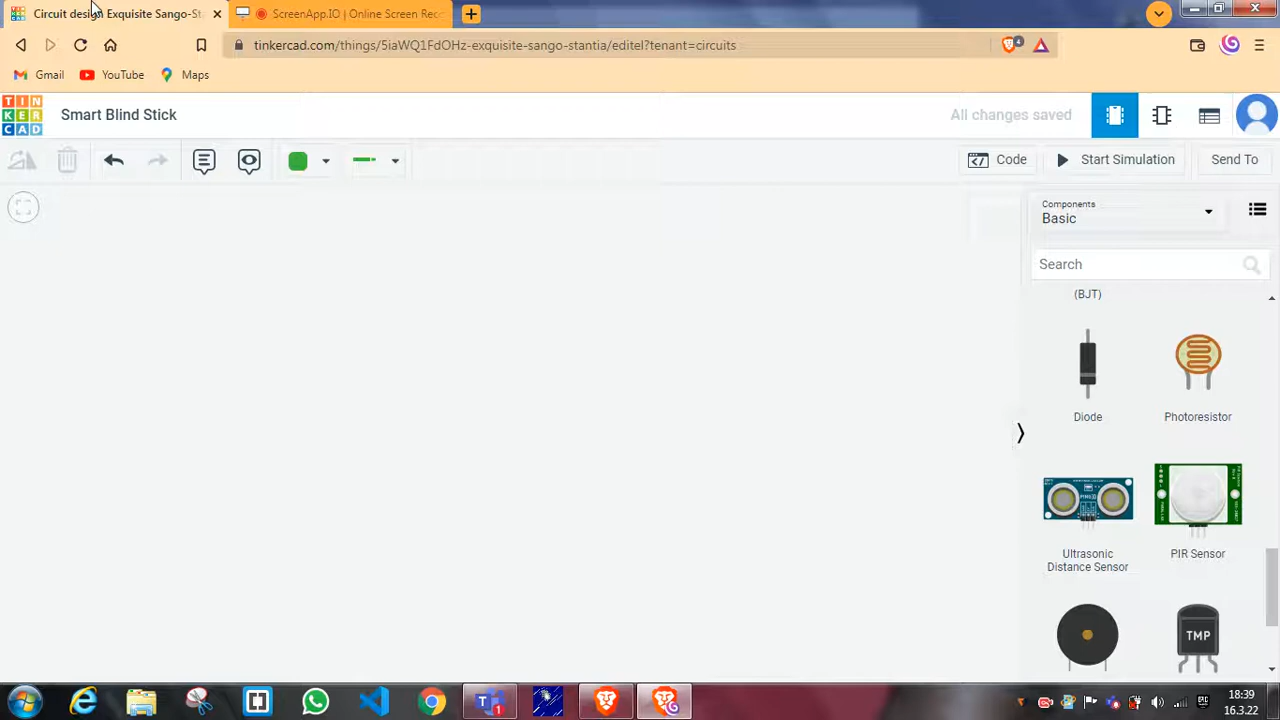 Circuit design Exquisite Sango-St
ScreenApp.IO | Online Screen Rec
tinkercad.com/things/5iaWQ1FdOHz-exquisite-sango-stantia/editel?tenant=circuits
4
Gmail
YouTube
Maps
TIN
KER
CAD
Smart Blind Stick
All changes saved
Code
Start Simulation
Send To
Components
Basic
Search
(BJT)
Diode
Photoresistor
Ultrasonic
Distance Sensor
PIR Sensor
TMP
1
18:39
16.3.22